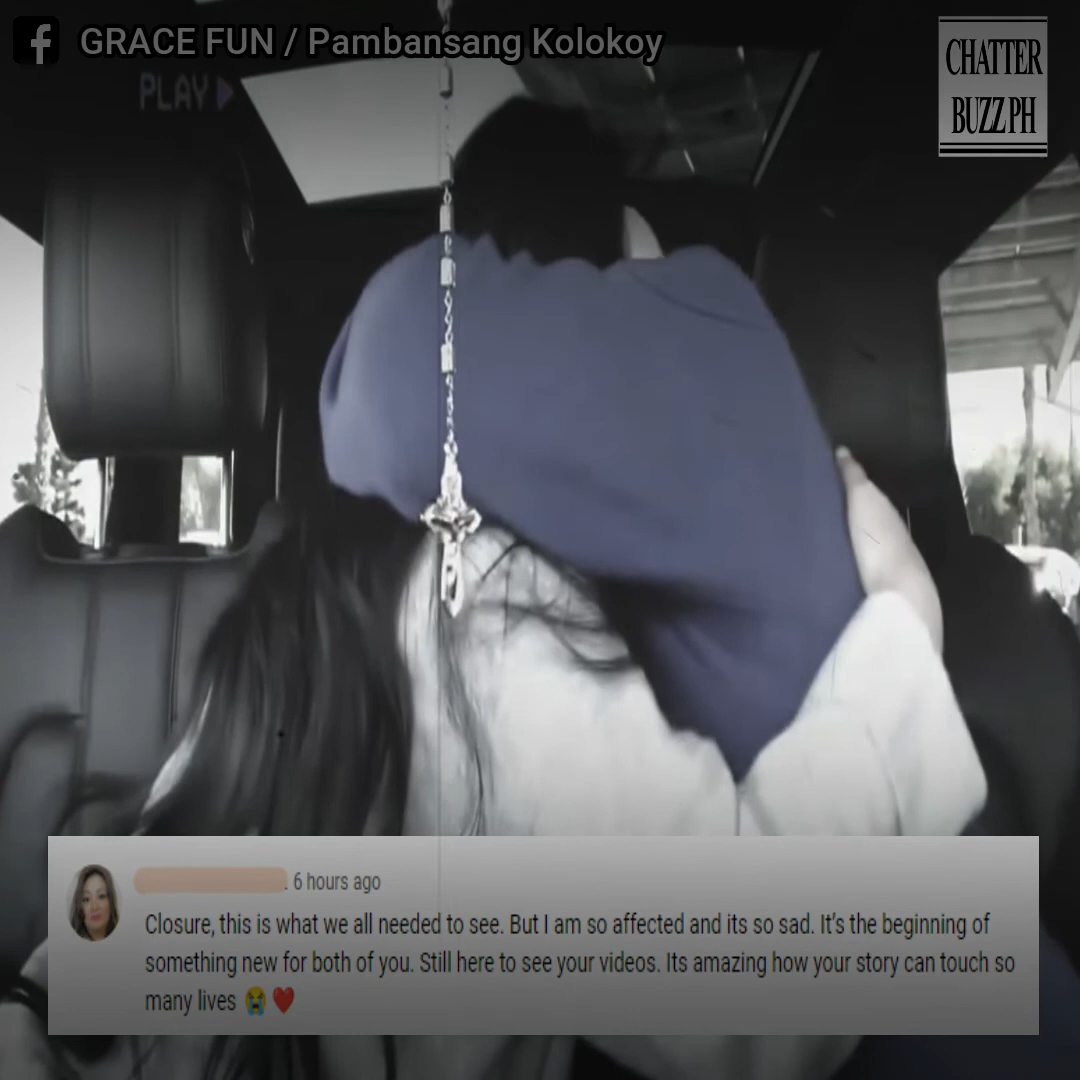 GRACE FUN / Pambansang Kolokoy
CHATTER
BUZZ PH
PLAY
. 6 hours ago
Closure, this is what we all needed to see. But I am so affected and its so sad. It's the beginning of
something new for both of you. Still here to see your videos. Its amazing how your story can touch so
many lives 😭❤️